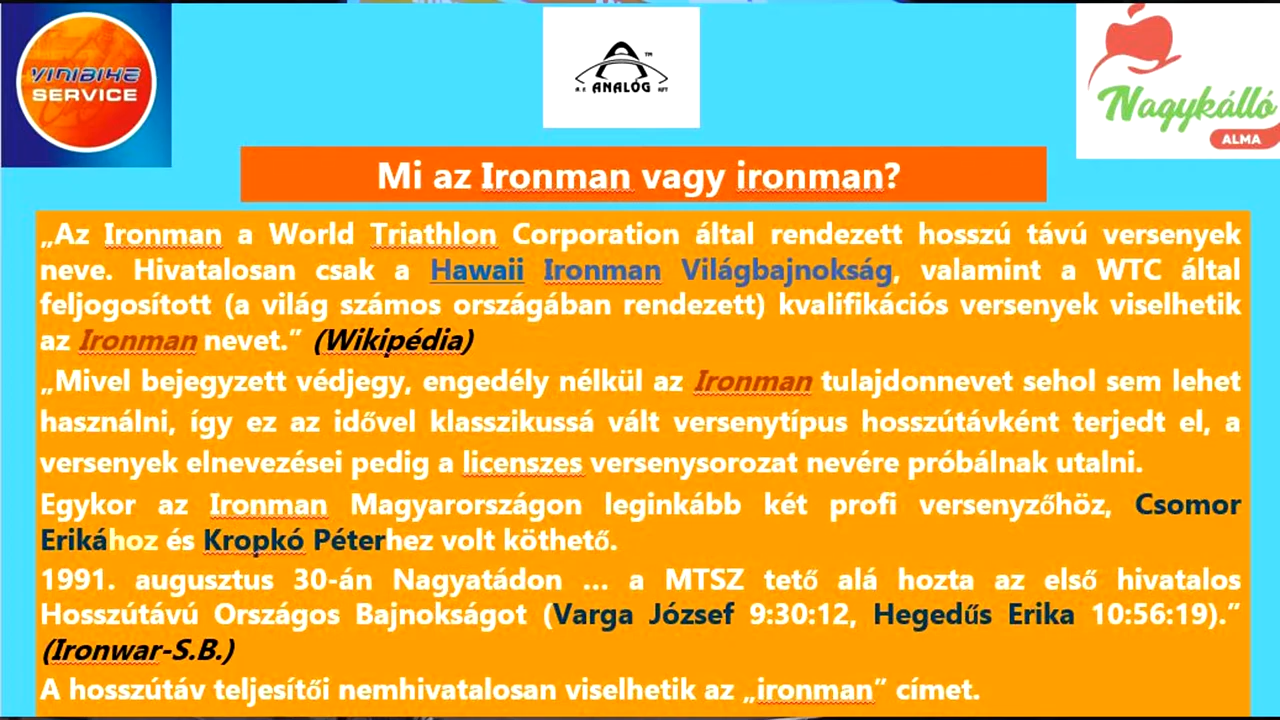 VINIBIKE
SERVICE
A.E. ANALOG KFT
TM
Nagykálló
ALMA
Mi az Ironman vagy ironman?
„Az Ironman a World Triathlon Corporation által rendezett hosszú távú versenyek
neve. Hivatalosan csak a Hawaii Ironman Világbajnokság, valamint a WTC által
feljogosított (a világ számos országában rendezett) kvalifikációs versenyek viselhetik
az Ironman nevet.” (Wikipédia)
„Mivel bejegyzett védjegy, engedély nélkül az Ironman tulajdonnevet sehol sem lehet
használni, így ez az idővel klasszikussá vált versenytípus hosszútávként terjedt el, a
versenyek elnevezései pedig a licenszes versenysorozat nevére próbálnak utalni.
Egykor az Ironman Magyarországon leginkább két profi versenyzőhöz, Csomor
Erikához és Kropkó Péterhez volt köthető.
1991. augusztus 30-án Nagyatádon ... a MTSZ tető alá hozta az első hivatalos
Hosszútávú Országos Bajnokságot (Varga József 9:30:12, Hegedűs Erika 10:56:19).”
(Ironwar-S.B.)
A hosszútáv teljesítői nemhivatalosan viselhetik az „ironman” címet.